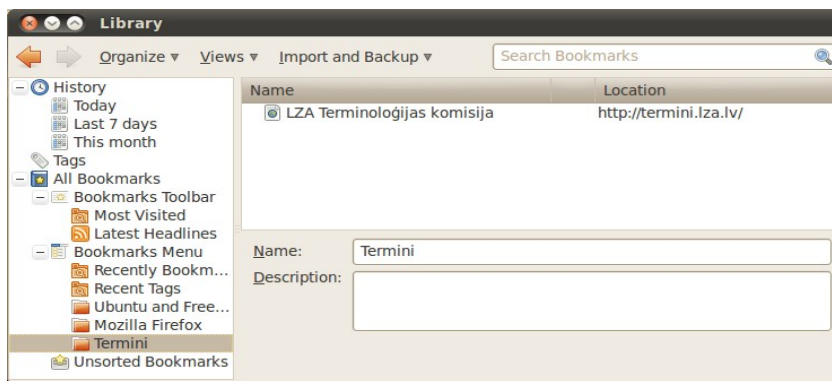 Library
Organize Views Import and Backup Search Bookmarks
History
Today
Last 7 days
This month
Tags
All Bookmarks
Bookmarks Toolbar
Most Visited
Latest Headlines
Bookmarks Menu
Recently Bookm...
Recent Tags
Ubuntu and Free...
Mozilla Firefox
Termini
Unsorted Bookmarks
Name Location
LZA Terminoloģijas komisija http://termini.lza.lv/
Name: Termini
Description: